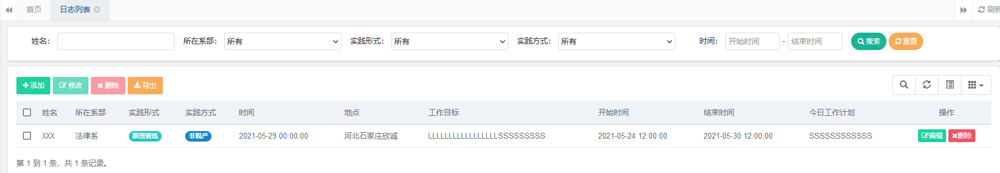 首页 日志列表 刷新
姓名： 所在系部： 所有 实践形式： 所有 实践方式： 所有 时间： 开始时间 - 结束时间 搜索 重置
添加 修改 删除 导出
姓名 所在系部 实践形式 实践方式 时间 地点 工作目标 开始时间 结束时间 今日工作计划 操作
XXX 法律系 跟班锻炼 非脱产 2021-05-29 00:00:00 河北石家庄欣诚 LLLLLLLLLLLLLLLLLSSSSSSSSS 2021-05-24 12:00:00 2021-05-30 12:00:00 SSSSSSSSSSSS 编辑 删除
第 1 到 1 条，共 1 条记录。